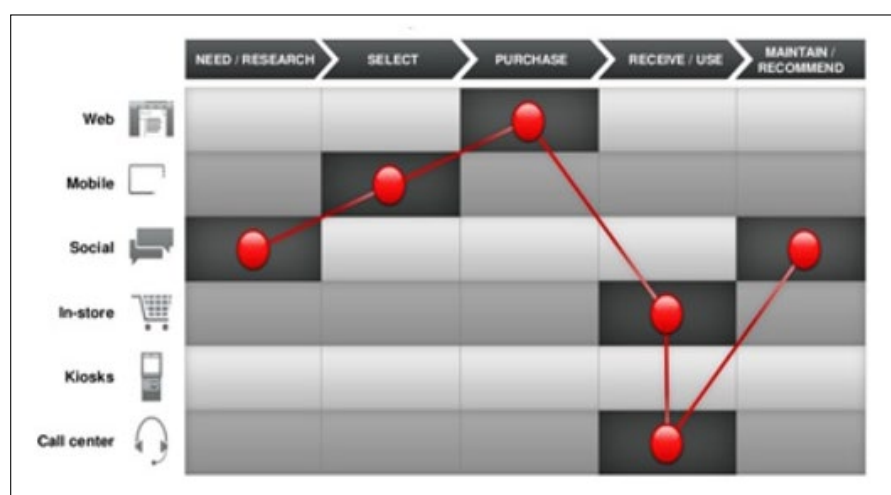 NEED / RESEARCH
SELECT
PURCHASE
RECEIVE / USE
MAINTAIN /
RECOMMEND
Web
Mobile
Social
In-store
Kiosks
Call center